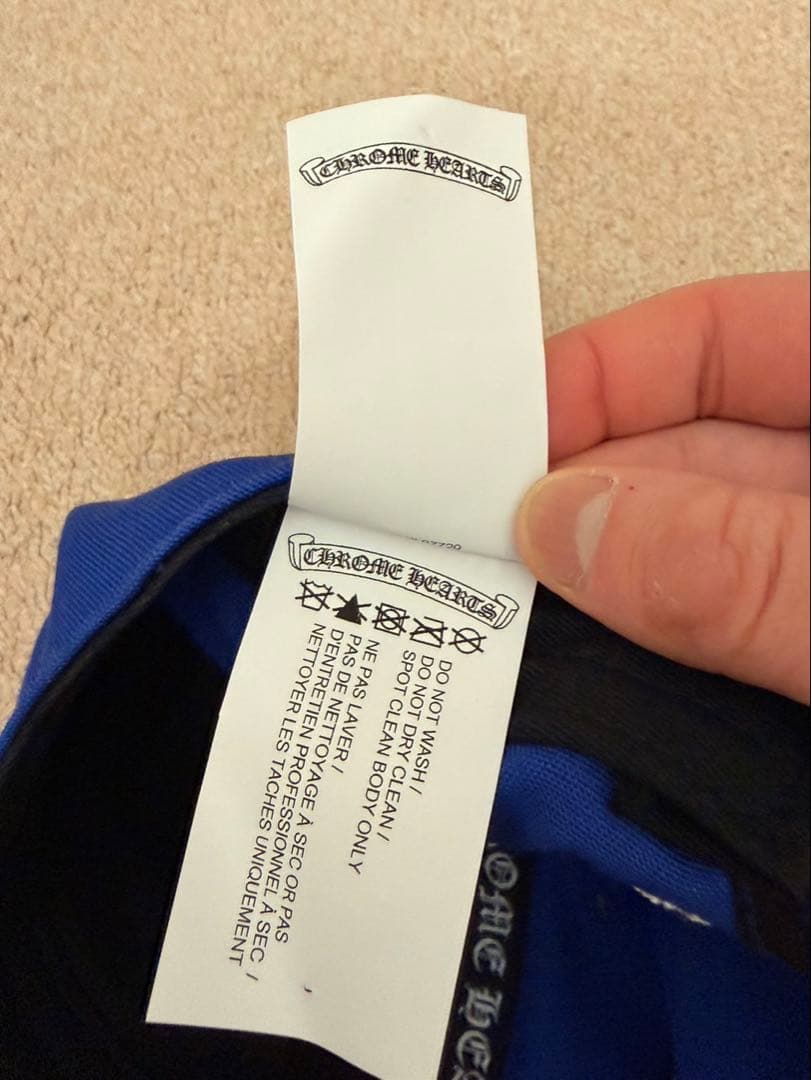 CHROME HEARTS
CHROME HEARTS
DO NOT WASH /
DO NOT DRY CLEAN /
SPOT CLEAN BODY ONLY
NE PAS LAVER /
PAS DE NETTOYAGE À SEC OR PAS
D'ENTRETIEN PROFESSIONNEL À SEC /
NETTOYER LES TACHES UNIQUEMENT